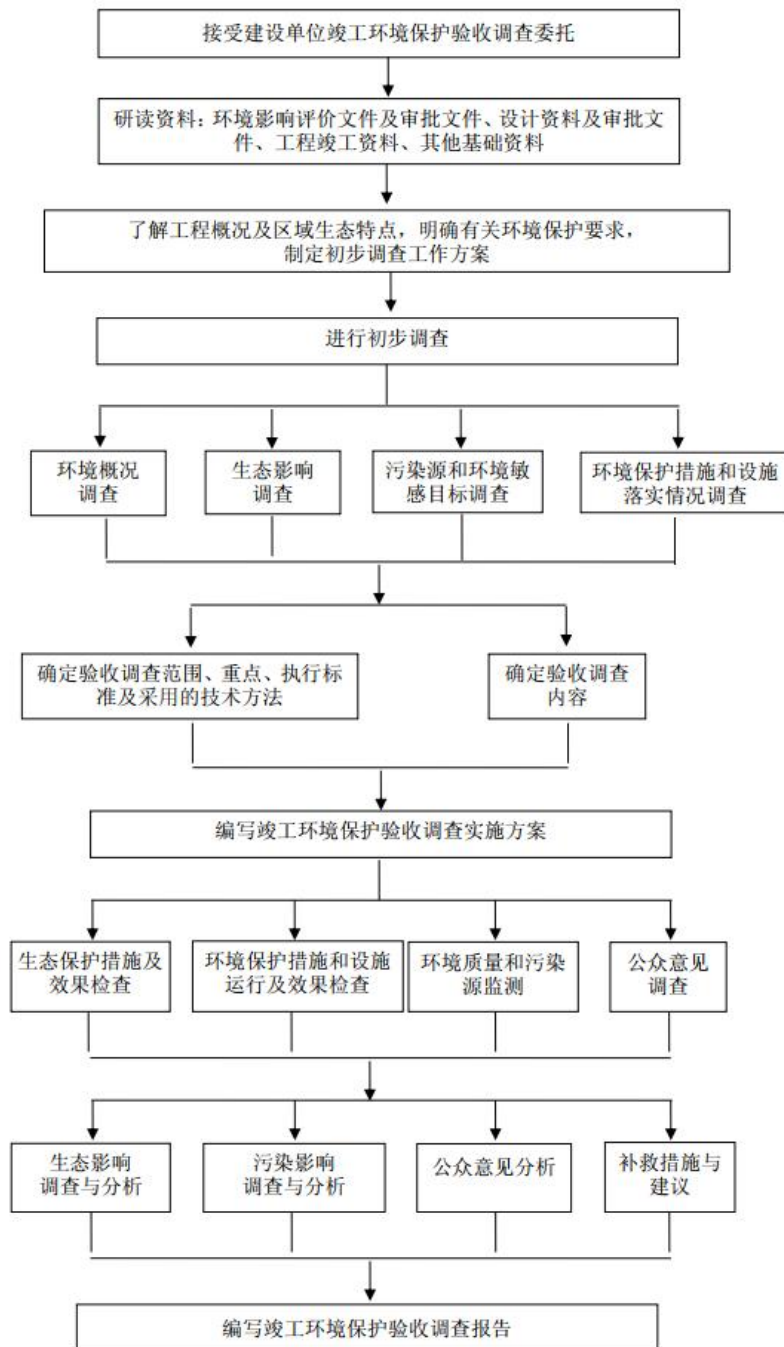 接受建设单位竣工环境保护验收调查委托
研读资料：环境影响评价文件及审批文件、设计资料及审批文
件、工程竣工资料、其他基础资料
了解工程概况及区域生态特点，明确有关环境保护要求，
制定初步调查工作方案
进行初步调查
环境概况
调查
生态影响
调查
污染源和环境敏
感目标调查
环境保护措施和设施
落实情况调查
确定验收调查范围、重点、执行标
准及采用的技术方法
确定验收调查
内容
编写竣工环境保护验收调查实施方案
生态保护措施及
效果检查
环境保护措施和设施
运行及效果检查
环境质量和污染
源监测
公众意见
调查
生态影响
调查与分析
污染影响
调查与分析
公众意见分析
补救措施与
建议
编写竣工环境保护验收调查报告